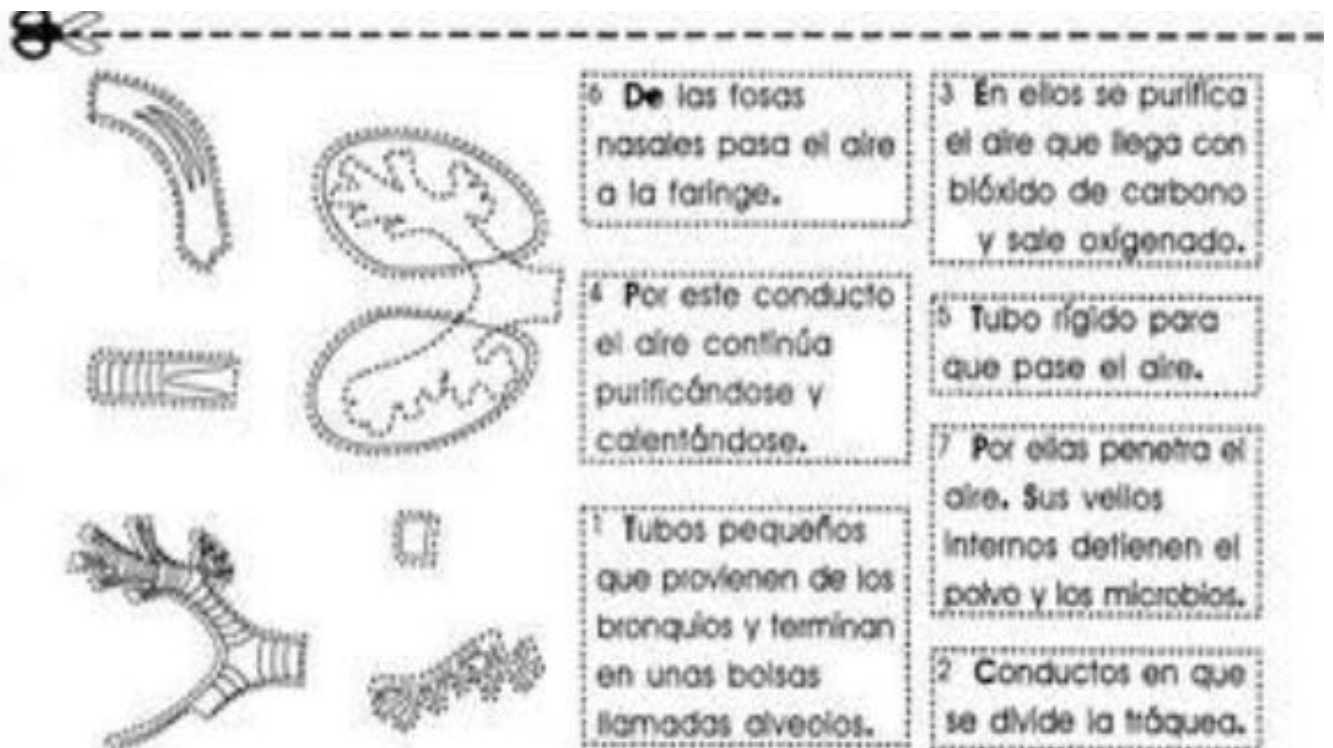 6 De las fosas
nasales pasa el aire
a la faringe.
4 Por este conducto
el aire continúa
purificándose y
calentándose.
1 Tubos pequeños
que provienen de los
bronquios y terminan
en unas bolsas
llamadas alveolos.
3 En ellos se purifica
el aire que llega con
bióxido de carbono
y sale oxigenado.
5 Tubo rígido para
que pase el aire.
7 Por ellas penetra el
aire. Sus vellos
internos detienen el
polvo y los microbios.
2 Conductos en que
se divide la tráquea.